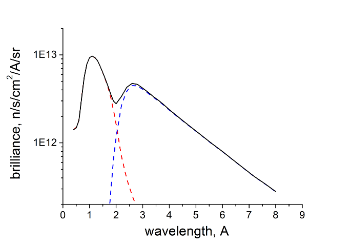 brilliance, n/s/cm²/A/sr
1E13
1E12
0 1 2 3 4 5 6 7 8 9
wavelength, A